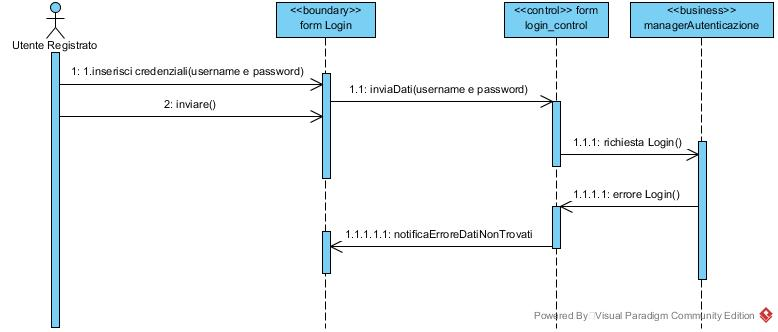 <<boundary>>
form Login
<<control>> form
login_control
<<business>>
managerAutenticazione
Utente Registrato
1: 1.inserisci credenziali(username e password)
1.1: inviaDati(username e password)
2: inviare()
1.1.1: richiesta Login()
1.1.1.1: errore Login()
1.1.1.1.1: notificaErroreDatiNonTrovati
Powered By Visual Paradigm Community Edition